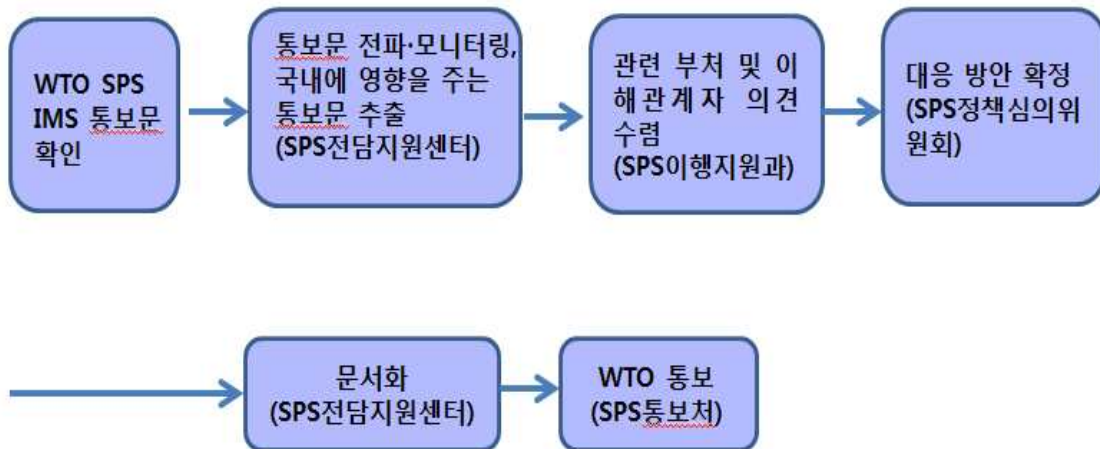 WTO SPS
IMS 통보문
확인
통보문 전파·모니터링,
국내에 영향을 주는
통보문 추출
(SPS전담지원센터)
관련 부처 및 이
해관계자 의견
수렴
(SPS이행지원과)
대응 방안 확정
(SPS정책심의위
원회)
문서화
(SPS전담지원센터)
WTO 통보
(SPS통보처)